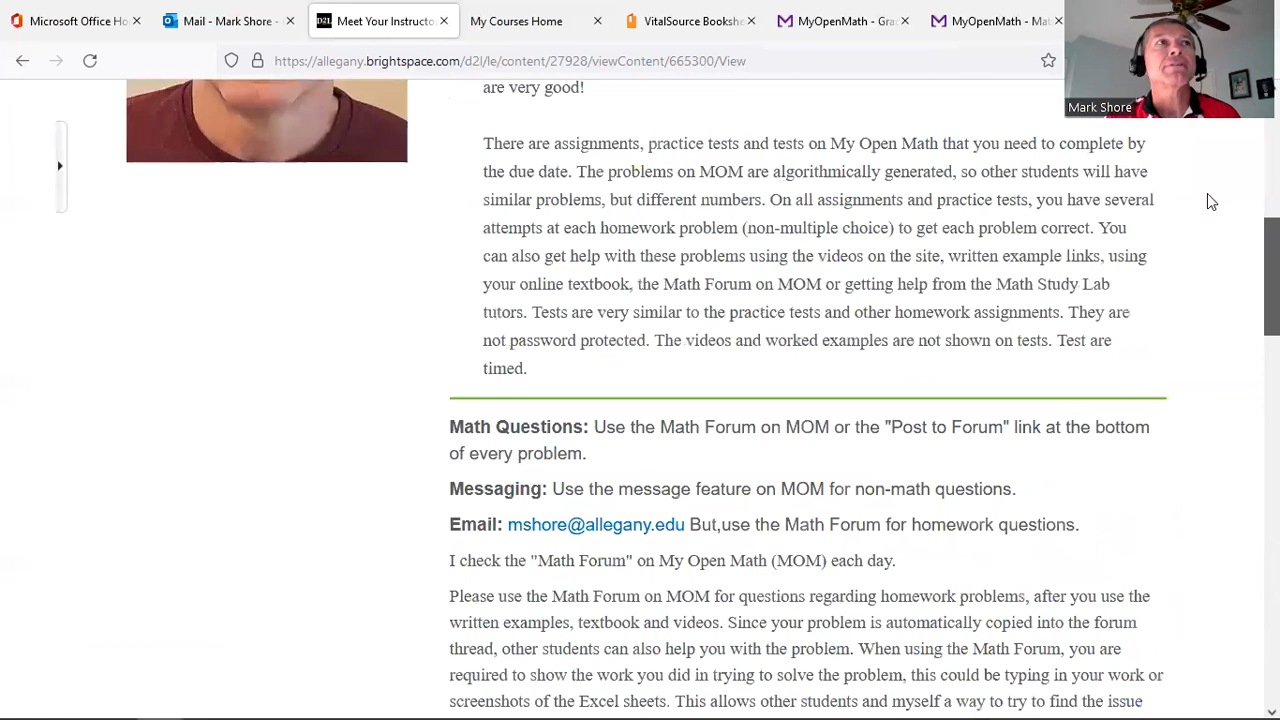 Microsoft Office Ho
Mail - Mark Shore -
D2L Meet Your Instructo
My Courses Home
VitalSource Bookshe
MyOpenMath - Gra
MyOpenMath - Mat
https://allegany.brightspace.com/d2l/le/content/27928/viewContent/665300/View
Mark Shore
are very good!
There are assignments, practice tests and tests on My Open Math that you need to complete by
the due date. The problems on MOM are algorithmically generated, so other students will have
similar problems, but different numbers. On all assignments and practice tests, you have several
attempts at each homework problem (non-multiple choice) to get each problem correct. You
can also get help with these problems using the videos on the site, written example links, using
your online textbook, the Math Forum on MOM or getting help from the Math Study Lab
tutors. Tests are very similar to the practice tests and other homework assignments. They are
not password protected. The videos and worked examples are not shown on tests. Test are
timed.
Math Questions: Use the Math Forum on MOM or the "Post to Forum" link at the bottom
of every problem.
Messaging: Use the message feature on MOM for non-math questions.
Email: mshore@allegany.edu But,use the Math Forum for homework questions.
I check the "Math Forum" on My Open Math (MOM) each day.
Please use the Math Forum on MOM for questions regarding homework problems, after you use the
written examples, textbook and videos. Since your problem is automatically copied into the forum
thread, other students can also help you with the problem. When using the Math Forum, you are
required to show the work you did in trying to solve the problem, this could be typing in your work or
screenshots of the Excel sheets. This allows other students and myself a way to try to find the issue